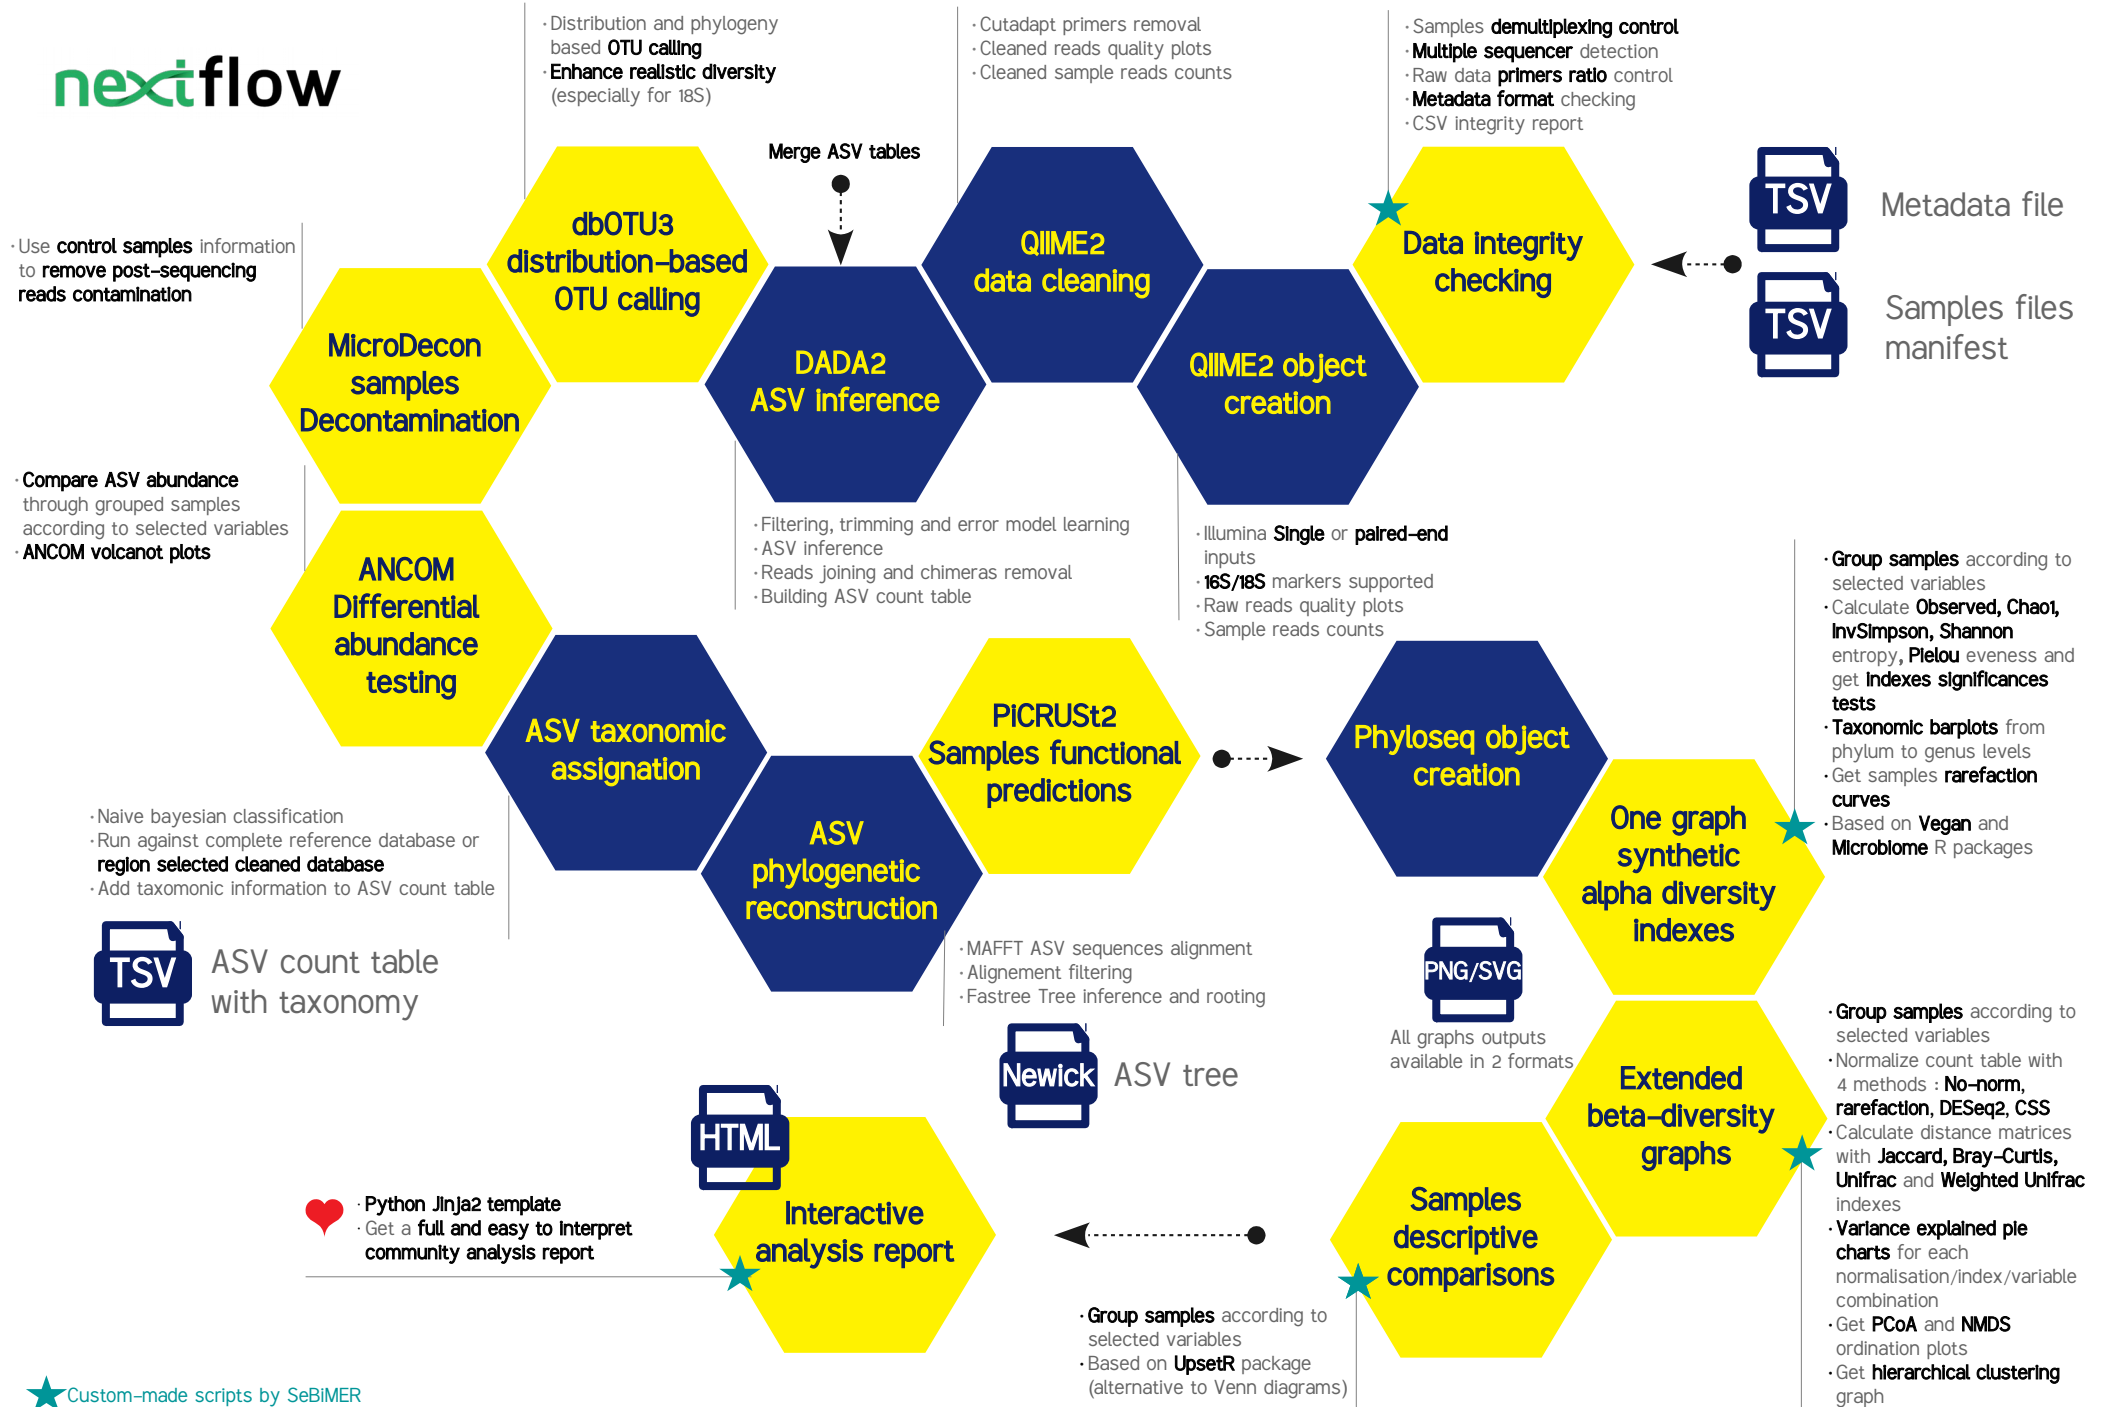 nextflow
· Distribution and phylogeny
based OTU calling
· Enhance realistic diversity
(especially for 18S)
· Cutadapt primers removal
· Cleaned reads quality plots
· Cleaned sample reads counts
· Samples demultiplexing control
· Multiple sequencer detection
· Raw data primers ratio control
· Metadata format checking
· CSV integrity report
Merge ASV tables
TSV
Metadata file
TSV
Samples files
manifest
Data integrity
checking
QIIME2 object
creation
QIIME2
data cleaning
DADA2
ASV inference
dbOTU3
distribution-based
OTU calling
· Use control samples information
to remove post-sequencing
reads contamination
MicroDecon
samples
Decontamination
· Compare ASV abundance
through grouped samples
according to selected variables
· ANCOM volcanot plots
ANCOM
Differential
abundance
testing
· Filtering, trimming and error model learning
· ASV inference
· Reads joining and chimeras removal
· Building ASV count table
· Illumina Single or paired-end
inputs
· 16S/18S markers supported
· Raw reads quality plots
· Sample reads counts
ASV taxonomic
assignation
ASV
phylogenetic
reconstruction
PiCRUSt2
Samples functional
predictions
Phyloseq object
creation
One graph
synthetic
alpha diversity
indexes
· Group samples according to
selected variables
· Calculate Observed, Chao1,
InvSimpson, Shannon
entropy, Pielou eveness and
get indexes significances
tests
· Taxonomic barplots from
phylum to genus levels
· Get samples rarefaction
curves
· Based on Vegan and
Microbiome R packages
· Naive bayesian classification
· Run against complete reference database or
region selected cleaned database
· Add taxomonic information to ASV count table
TSV
ASV count table
with taxonomy
· MAFFT ASV sequences alignment
· Alignement filtering
· Fastree Tree inference and rooting
Newick
ASV tree
PNG/SVG
All graphs outputs
available in 2 formats
Extended
beta-diversity
graphs
· Group samples according to
selected variables
· Normalize count table with
4 methods : No-norm,
rarefaction, DESeq2, CSS
· Calculate distance matrices
with Jaccard, Bray-Curtis,
Unifrac and Weighted Unifrac
indexes
· Variance explained pie
charts for each
normalisation/index/variable
combination
· Get PCoA and NMDS
ordination plots
· Get hierarchical clustering
graph
Samples
descriptive
comparisons
· Group samples according to
selected variables
· Based on UpsetR package
(alternative to Venn diagrams)
HTML
Interactive
analysis report
· Python Jinja2 template
· Get a full and easy to interpret
community analysis report
Custom-made scripts by SeBiMER